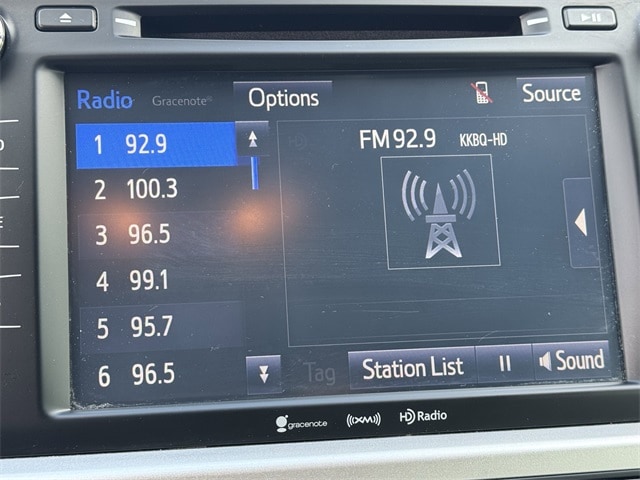 Radio Gracenote® Options Source
1 92.9
2 100.3
3 96.5
4 99.1
5 95.7
6 96.5
FM 92.9 KKBQ-HD
Tag Station List Sound
gracenote ((XM)) HD Radio